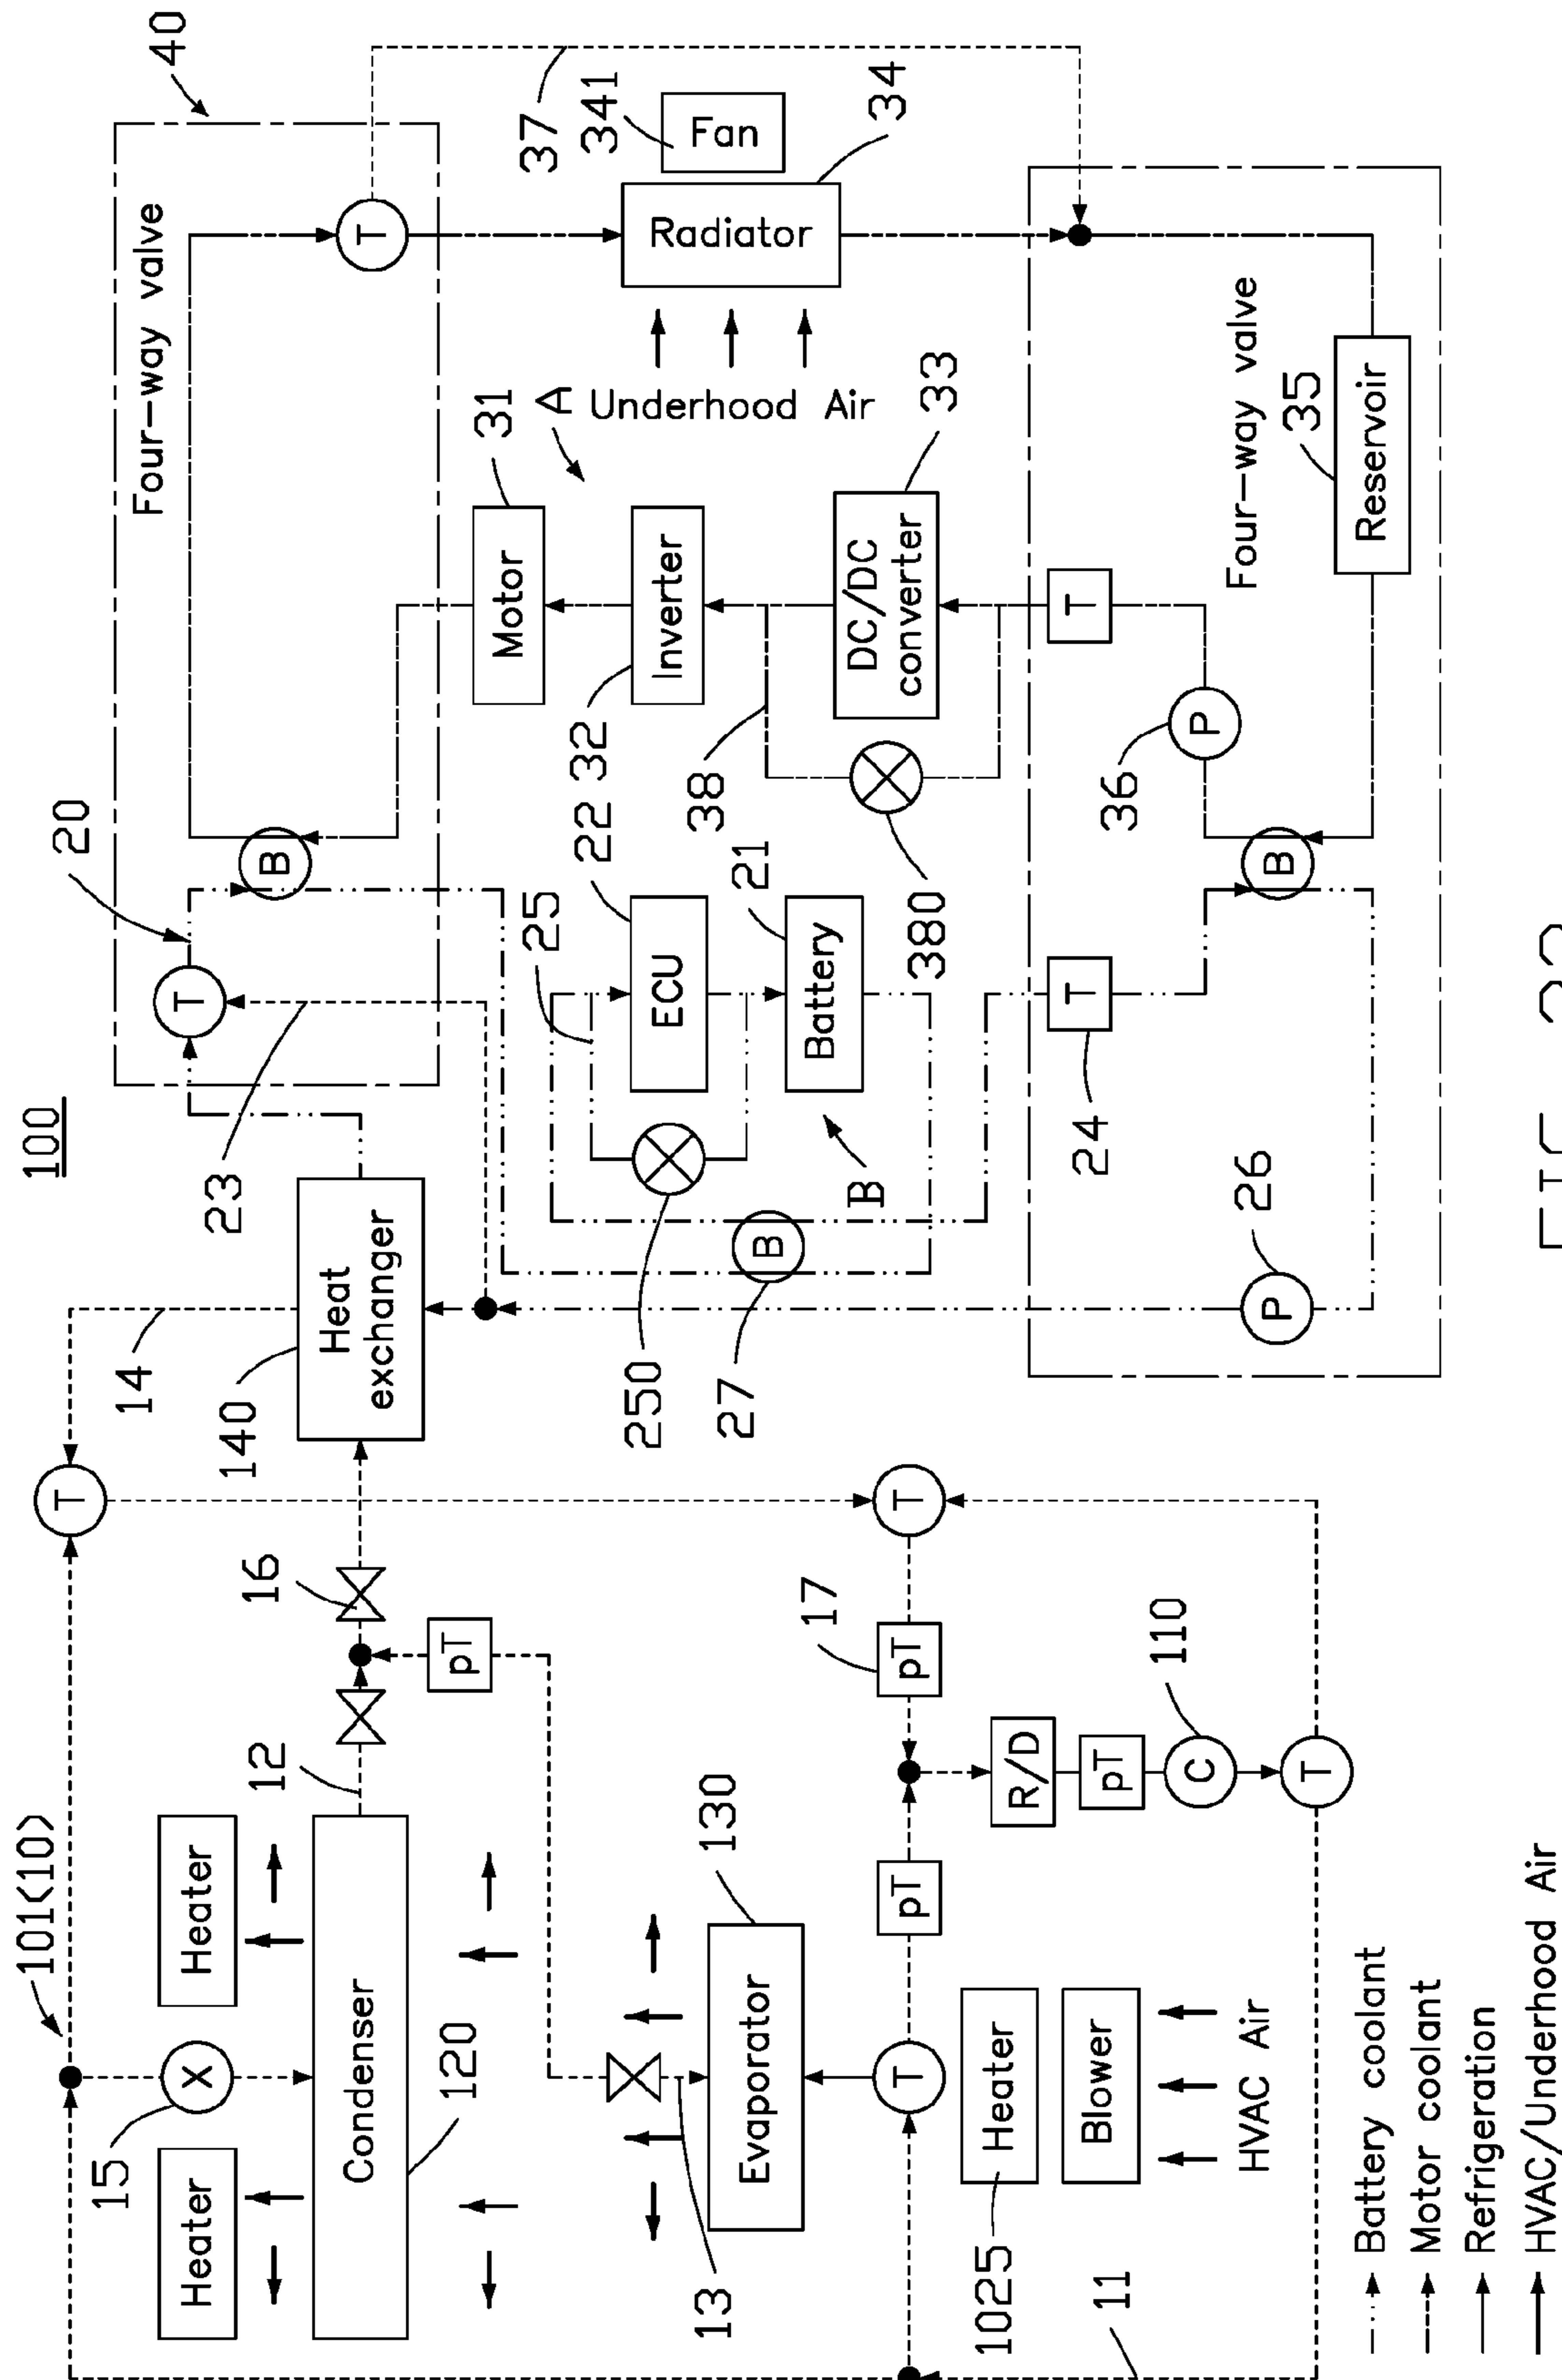 100
40
20
Four-way valve
T
T
B
37
341
Fan
Radiator
34
Underhood Air
A
31
Motor
32
Inverter
33
DC/DC
converter
38
380
22
ECU
25
21
Battery
250
B
27
B
23
14
140
Heat
exchanger
T
24
T
Four-way valve
35
Reservoir
36
P
B
26
P
T
101(10)
16
12
pT
Heater
Heater
15
X
Condenser
120
13
130
Evaporator
17
T
pT
pT
T
R/D
pT
110
C
T
1025
Heater
Blower
HVAC Air
11
Battery coolant
Motor coolant
Refrigeration
HVAC/Underhood Air